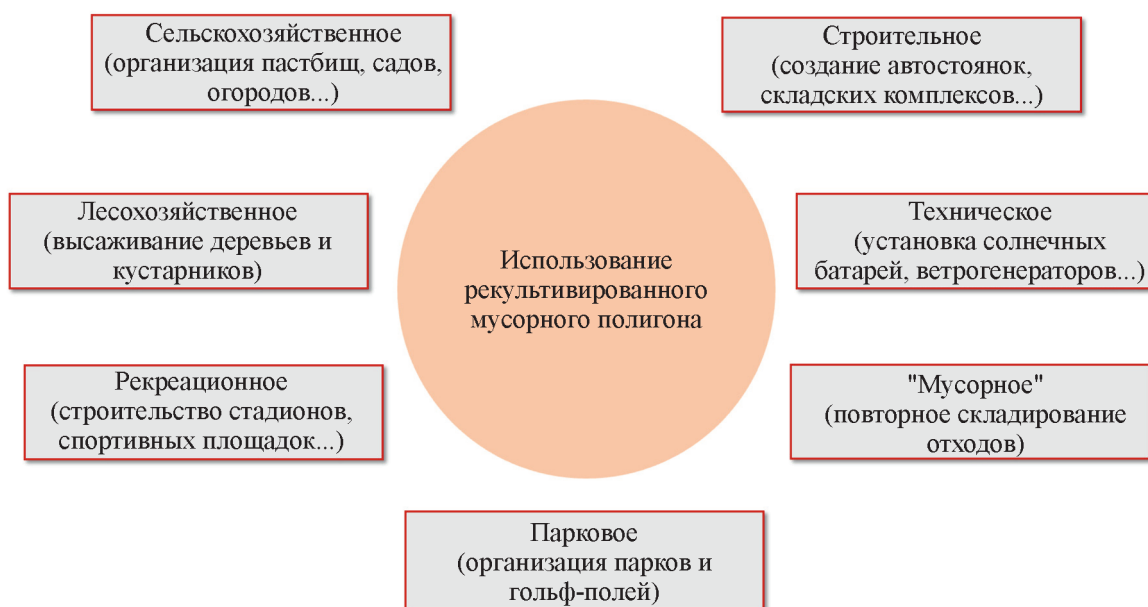 Сельскохозяйственное
(организация пастбищ, садов,
огородов...)
Строительное
(создание автостоянок,
складских комплексов...)
Лесохозяйственное
(высаживание деревьев и
кустарников)
Использование
рекультивированного
мусорного полигона
Техническое
(установка солнечных
батарей, ветрогенераторов...)
Рекреационное
(строительство стадионов,
спортивных площадок...)
"Мусорное"
(повторное складирование
отходов)
Парковое
(организация парков и
гольф-полей)